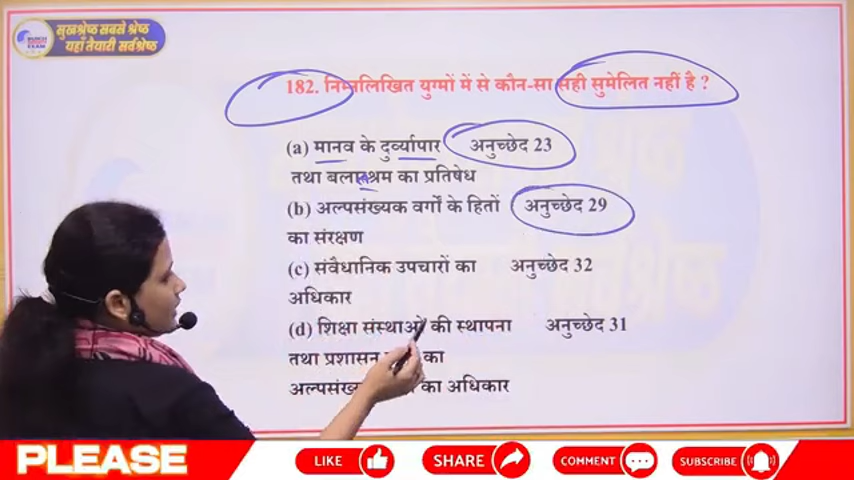 सुखश्रेष्ठ सबसे श्रेष्ठ
यहाँ तैयारी सर्वश्रेष्ठ
182. निम्नलिखित युग्मों में से कौन-सा सही सुमेलित नहीं है ?
(a) मानव के दुर्व्यापार अनुच्छेद 23
तथा बलात्श्रम का प्रतिषेध
(b) अल्पसंख्यक वर्गों के हितों अनुच्छेद 29
का संरक्षण
(c) संवैधानिक उपचारों का अनुच्छेद 32
अधिकार
(d) शिक्षा संस्थाओं की स्थापना अनुच्छेद 31
तथा प्रशासन का
का अधिकार
PLEASE LIKE SHARE COMMENT SUBSCRIBE